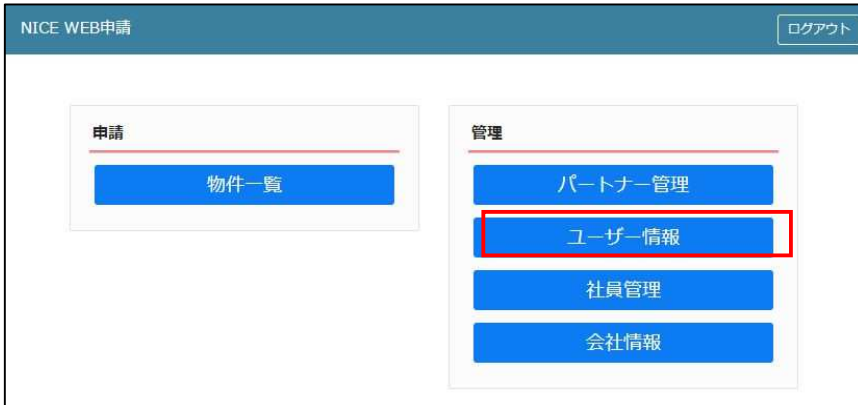 NICE WEB申請
ログアウト
申請
物件一覧
管理
パートナー管理
ユーザー情報
社員管理
会社情報